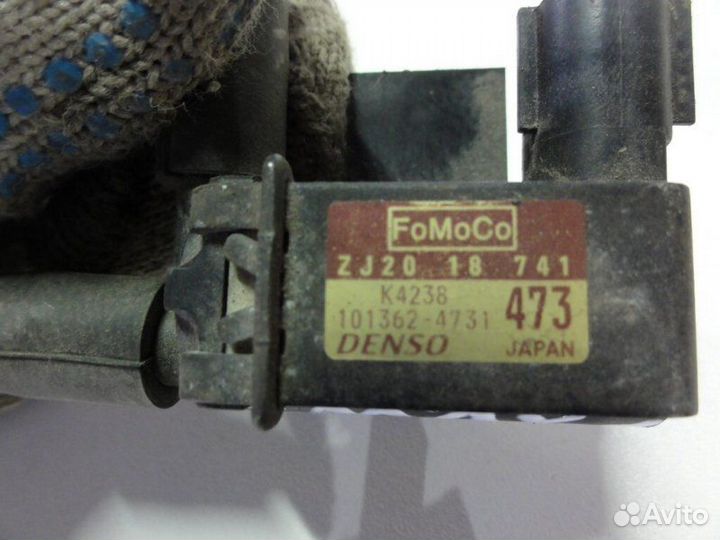 FoMoCo
ZJ20 18 741
K4238
101362-4731 473
DENSO JAPAN
Avito